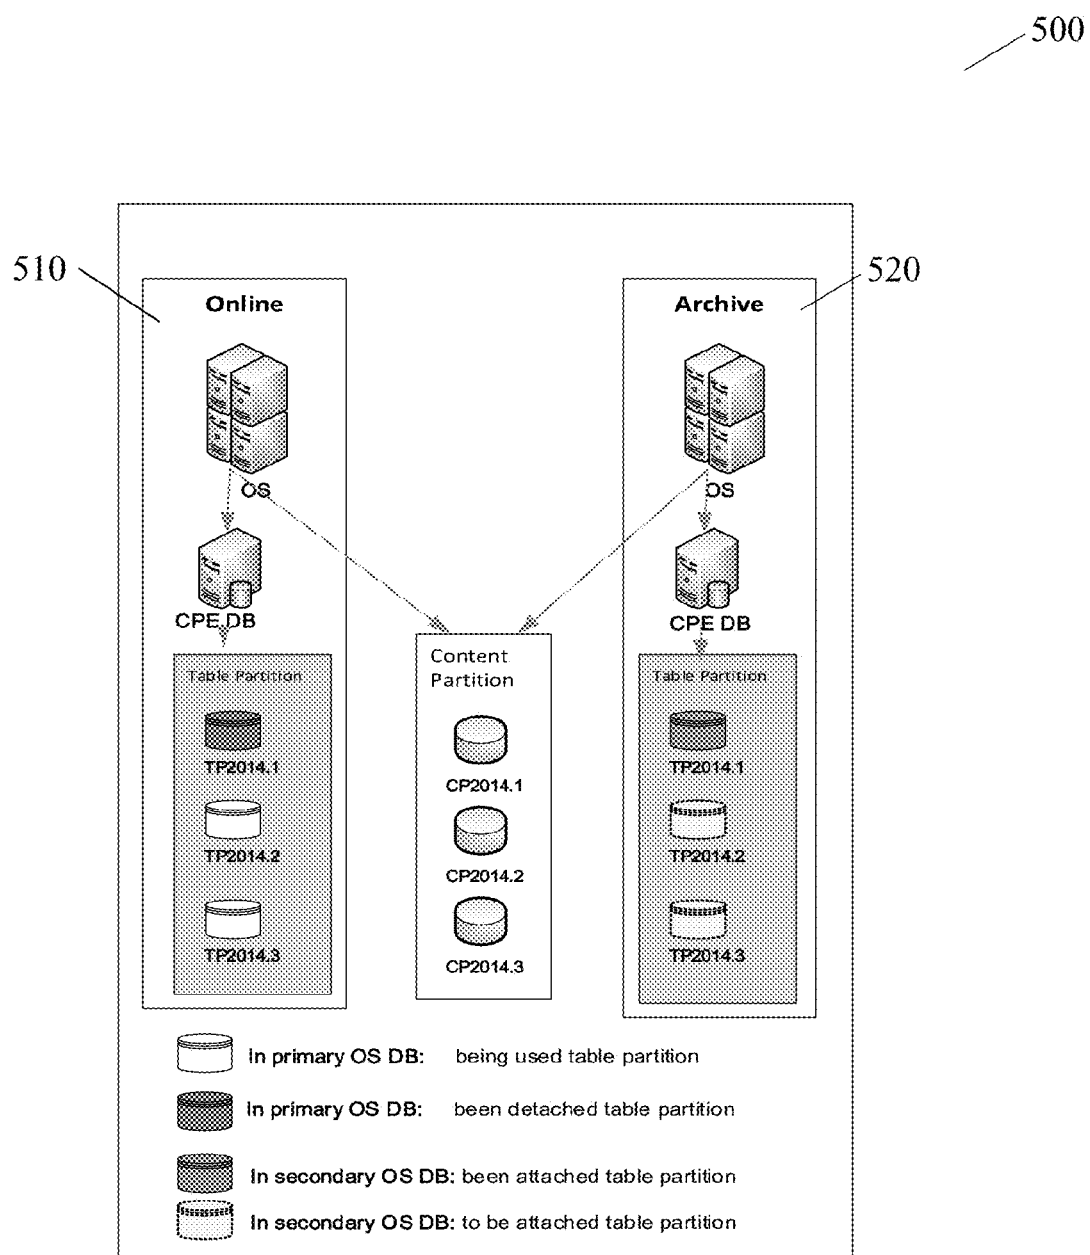 500
510
520
Online
Archive
OS
OS
CPE DB
CPE DB
Table Partition
Content
Partition
Table Partition
TP2014.1
CP2014.1
TP2014.1
TP2014.2
CP2014.2
TP2014.2
TP2014.3
CP2014.3
TP2014.3
In primary OS DB: being used table partition
In primary OS DB: been detached table partition
In secondary OS DB: been attached table partition
In secondary OS DB: to be attached table partition